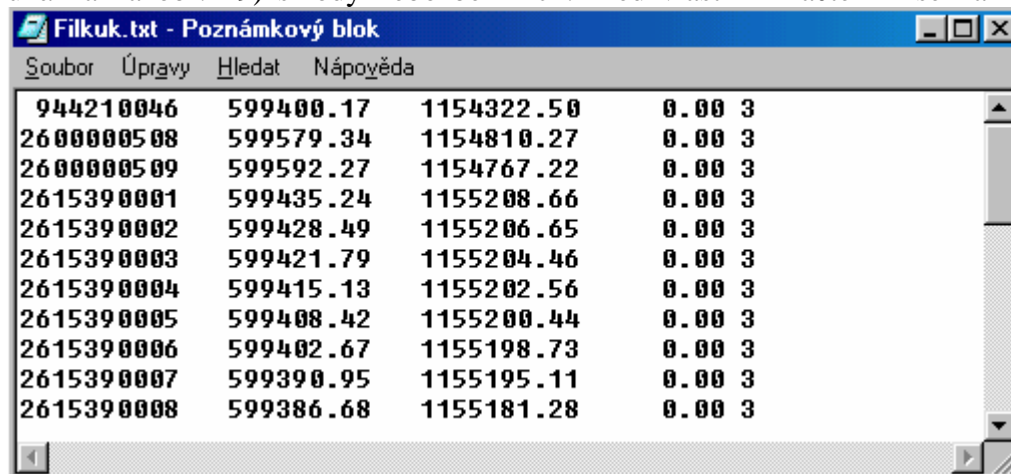 Filkuk.txt - Poznámkový blok
Soubor Úpravy Hledat Nápověda
944210046 599400.17 1154322.50 0.00 3
2600000508 599579.34 1154810.27 0.00 3
2600000509 599592.27 1154767.22 0.00 3
2615390001 599435.24 1155208.66 0.00 3
2615390002 599428.49 1155206.65 0.00 3
2615390003 599421.79 1155204.46 0.00 3
2615390004 599415.13 1155202.56 0.00 3
2615390005 599408.42 1155200.44 0.00 3
2615390006 599402.67 1155198.73 0.00 3
2615390007 599390.95 1155195.11 0.00 3
2615390008 599386.68 1155181.28 0.00 3